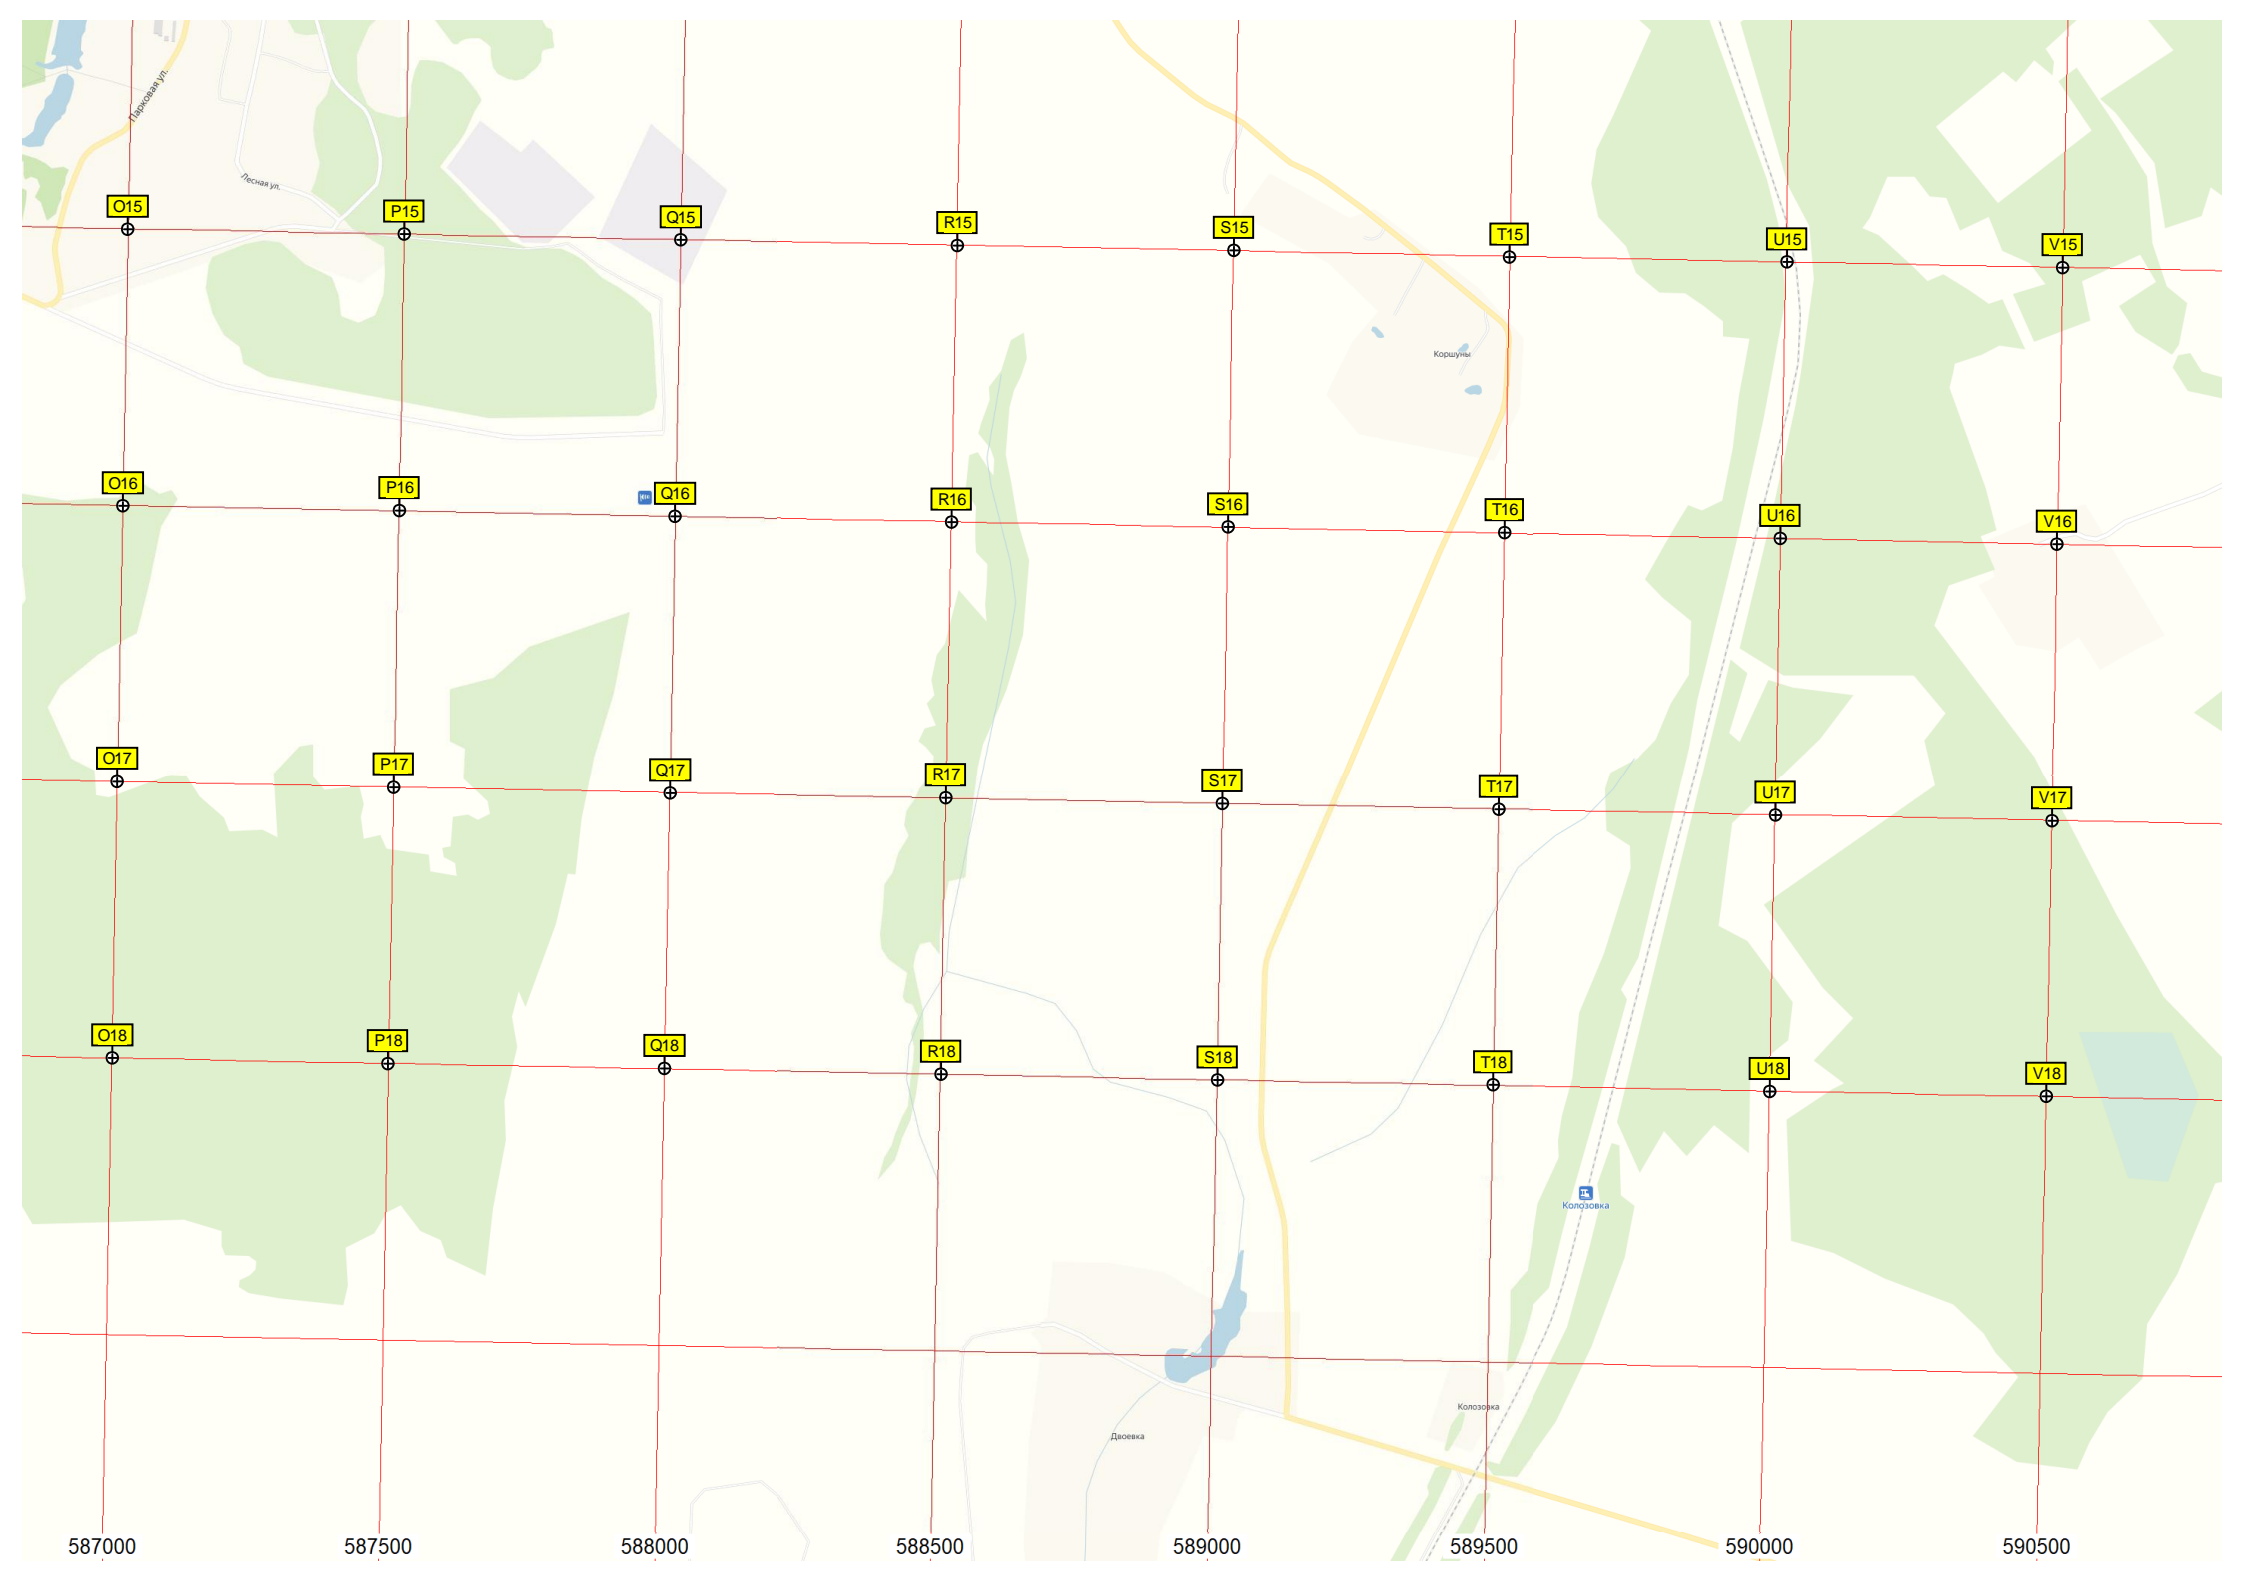 Парковая ул.
Лесная ул.
O15 P15 Q15 R15 S15 T15 U15 V15
Коршуны
O16 P16 Q16 R16 S16 T16 U16 V16
O17 P17 Q17 R17 S17 T17 U17 V17
O18 P18 Q18 R18 S18 T18 U18 V18
Колозовка
Колозовка
Двоевка
587000 587500 588000 588500 589000 589500 590000 590500